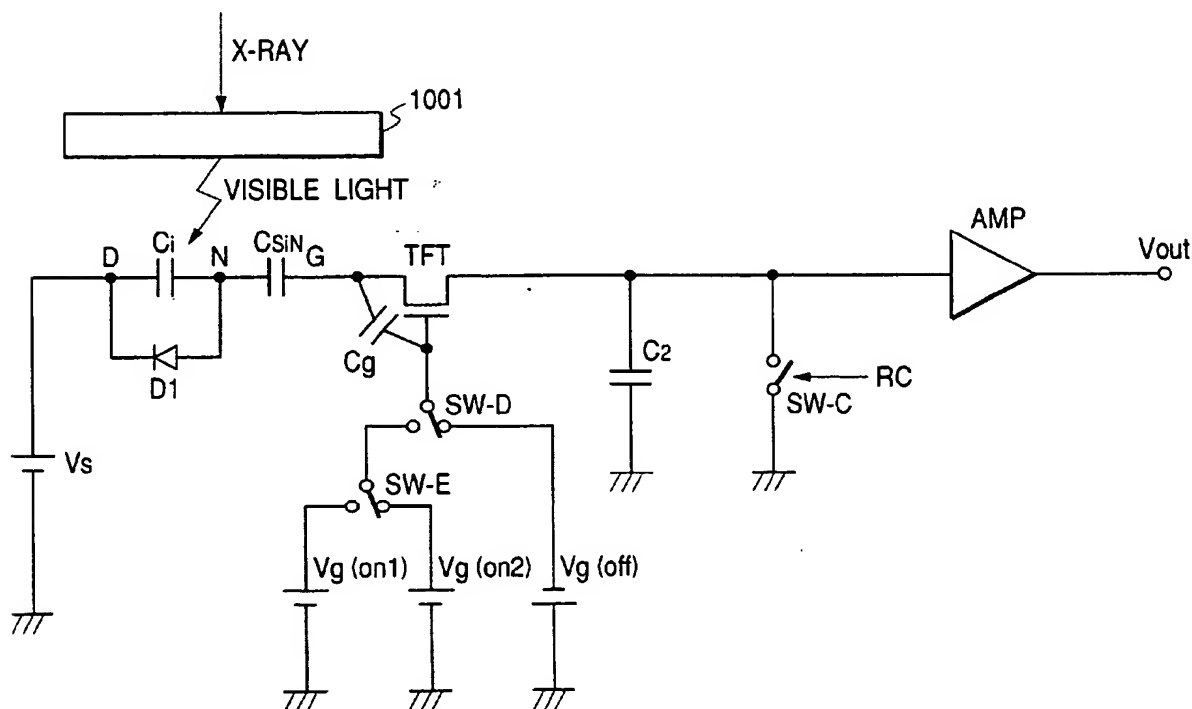 X-RAY
1001
VISIBLE LIGHT
AMP
D
Ci
N
CSiN
G
TFT
Vout
Cg
C2
D1
RC
SW-C
SW-D
Vs
SW-E
Vg (on1)
Vg (on2)
Vg (off)